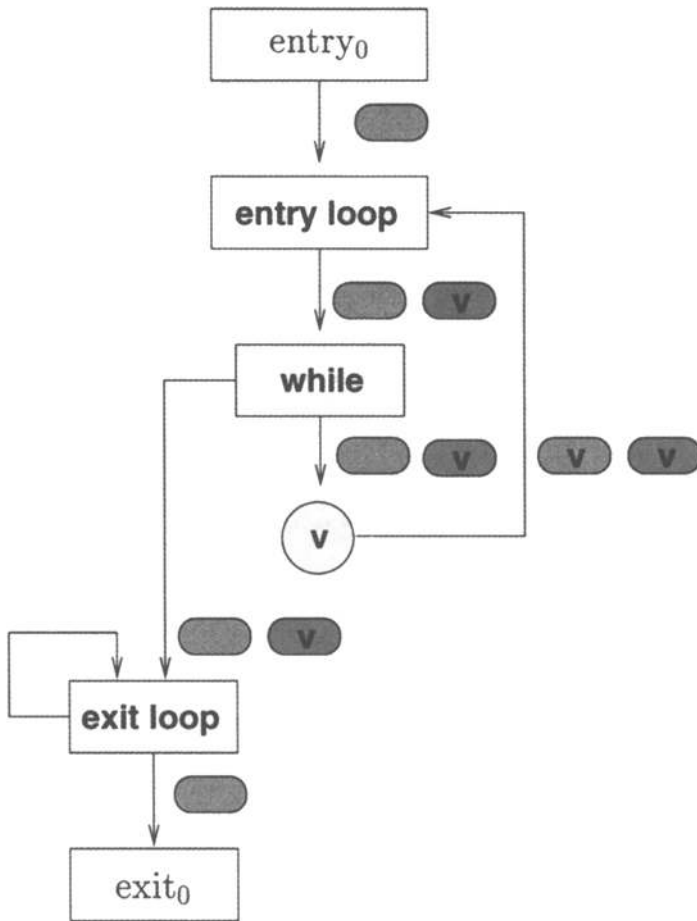 entry₀
entry loop
v
while
v v v
v
v
exit loop
exit₀